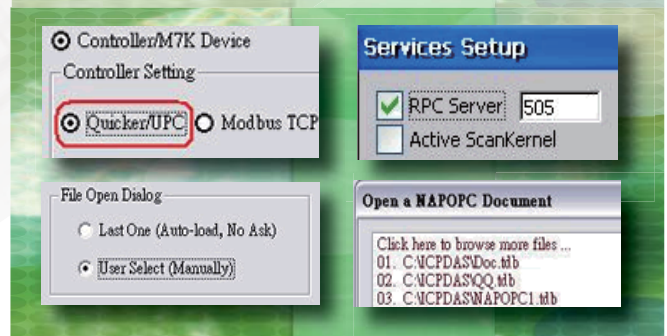 Controller/M7K Device
Controller Setting
Quicker/UPC Modbus TCP
Services Setup
RPC Server 505
Active ScanKernel
File Open Dialog
Last One (Auto-load, No Ask)
User Select (Manually)
Open a NAPOPC Document
Click here to browse more files ...
01. C:\ICPDAS\Doc.tdb
02. C:\ICPDAS\QQ.tdb
03. C:\ICPDAS\NAPOPC1.tdb